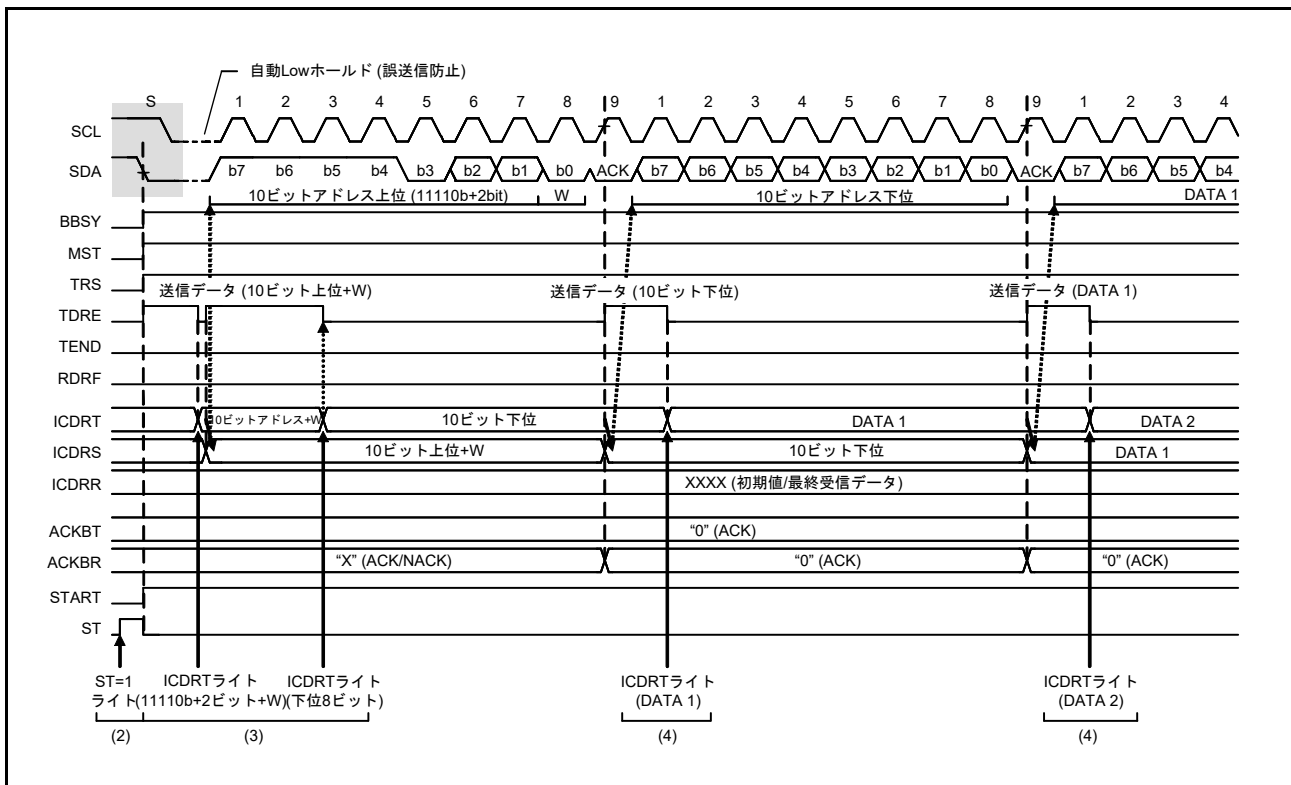 自動Lowホールド (誤送信防止)
S 1 2 3 4 5 6 7 8 9 1 2 3 4 5 6 7 8 9 1 2 3 4
SCL
SDA b7 b6 b5 b4 b3 b2 b1 b0 ACK b7 b6 b5 b4 b3 b2 b1 b0 ACK b7 b6 b5 b4
10ビットアドレス上位 (11110b+2bit) W 10ビットアドレス下位 DATA 1
BBSY
MST
TRS
送信データ (10ビット上位+W) 送信データ (10ビット下位) 送信データ (DATA 1)
TDRE
TEND
RDRF
ICDRT 10ビットアドレス+W 10ビット下位 DATA 1 DATA 2
ICDRS 10ビット上位+W 10ビット下位 DATA 1
ICDRR XXXX (初期値/最終受信データ)
ACKBT “0” (ACK)
ACKBR “X” (ACK/NACK) “0” (ACK) “0” (ACK)
START
ST
ST=1 ICDRTライト ICDRTライト ICDRTライト ICDRTライト
ライト (11110b+2ビット+W) (下位8ビット) (DATA 1) (DATA 2)
(2) (3) (4) (4)